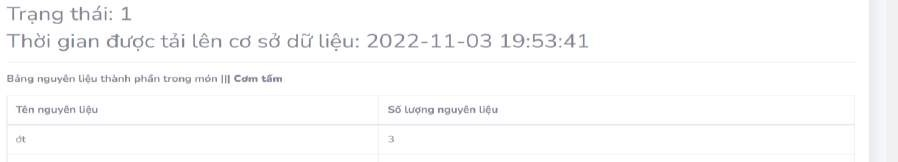 Trạng thái: 1
Thời gian được tải lên cơ sở dữ liệu: 2022-11-03 19:53:41
Bảng nguyên liệu thành phần trong món ||| Cơm tấm
Tên nguyên liệu Số lượng nguyên liệu
ớt 3